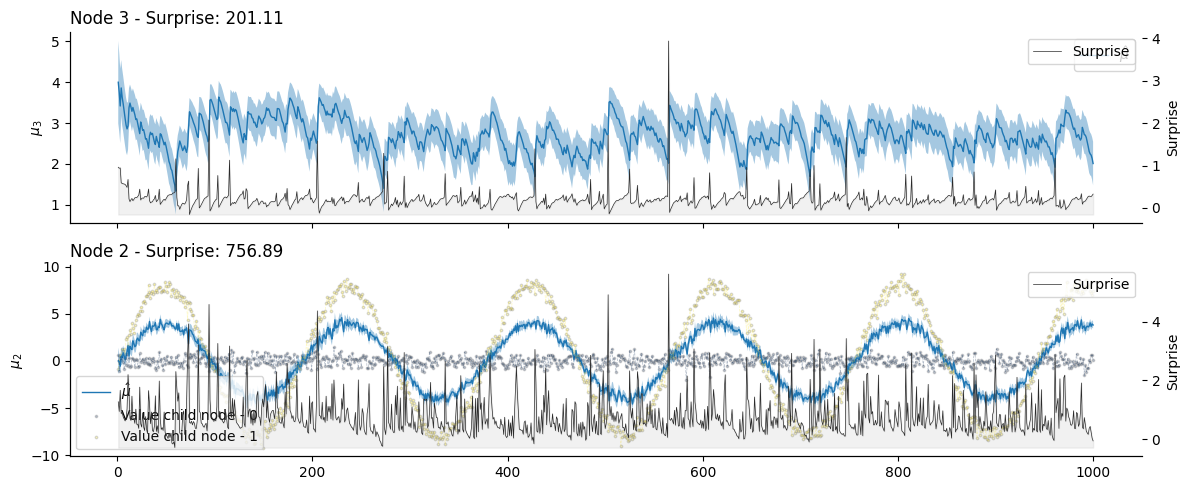 Node 3 - Surprise: 201.11
5
4
3
2
1
μ3
4
3
2
1
0
Surprise
Surprise
μ̂
Node 2 - Surprise: 756.89
10
5
0
−5
−10
μ2
4
2
0
Surprise
Surprise
μ̂
Value child node - 0
Value child node - 1
0
200
400
600
800
1000